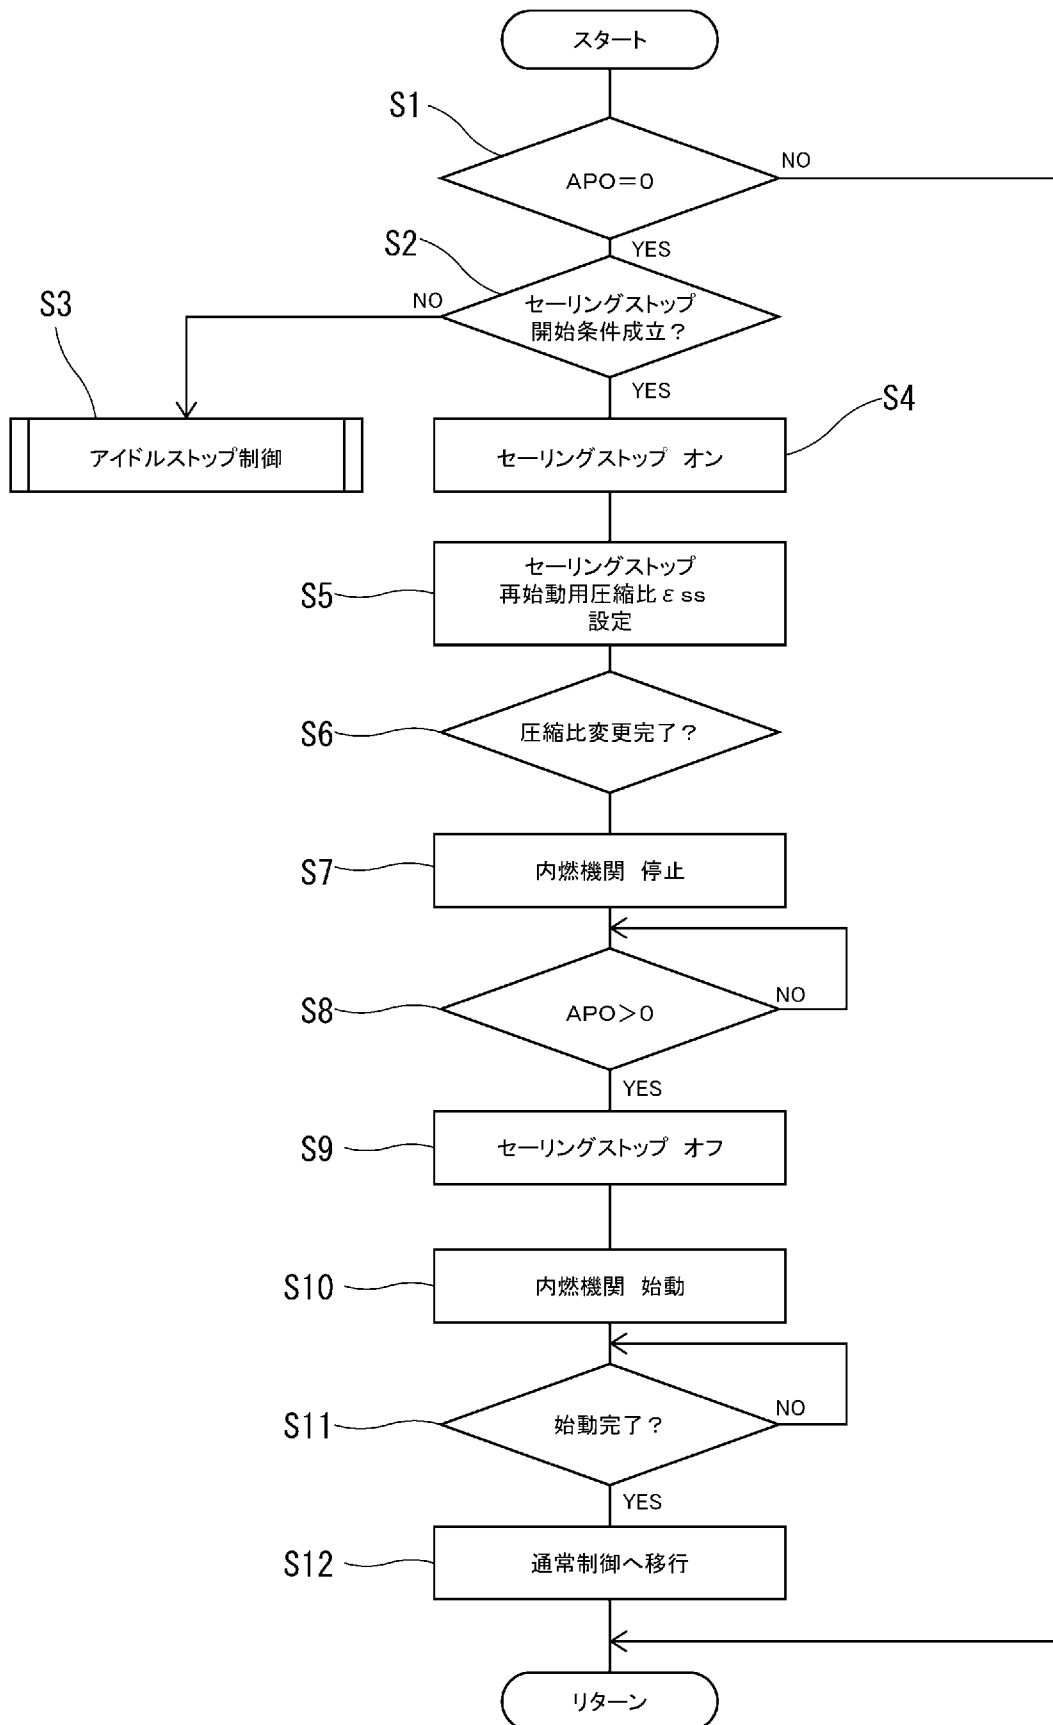 スタート
S1
APO=0
NO
YES
S2
セーリングストップ
開始条件成立?
NO
YES
S3
アイドルストップ制御
S4
セーリングストップ オン
S5
セーリングストップ
再始動用圧縮比εss
設定
S6
圧縮比変更完了?
S7
内燃機関 停止
S8
APO>0
NO
YES
S9
セーリングストップ オフ
S10
内燃機関 始動
S11
始動完了?
NO
YES
S12
通常制御へ移行
リターン